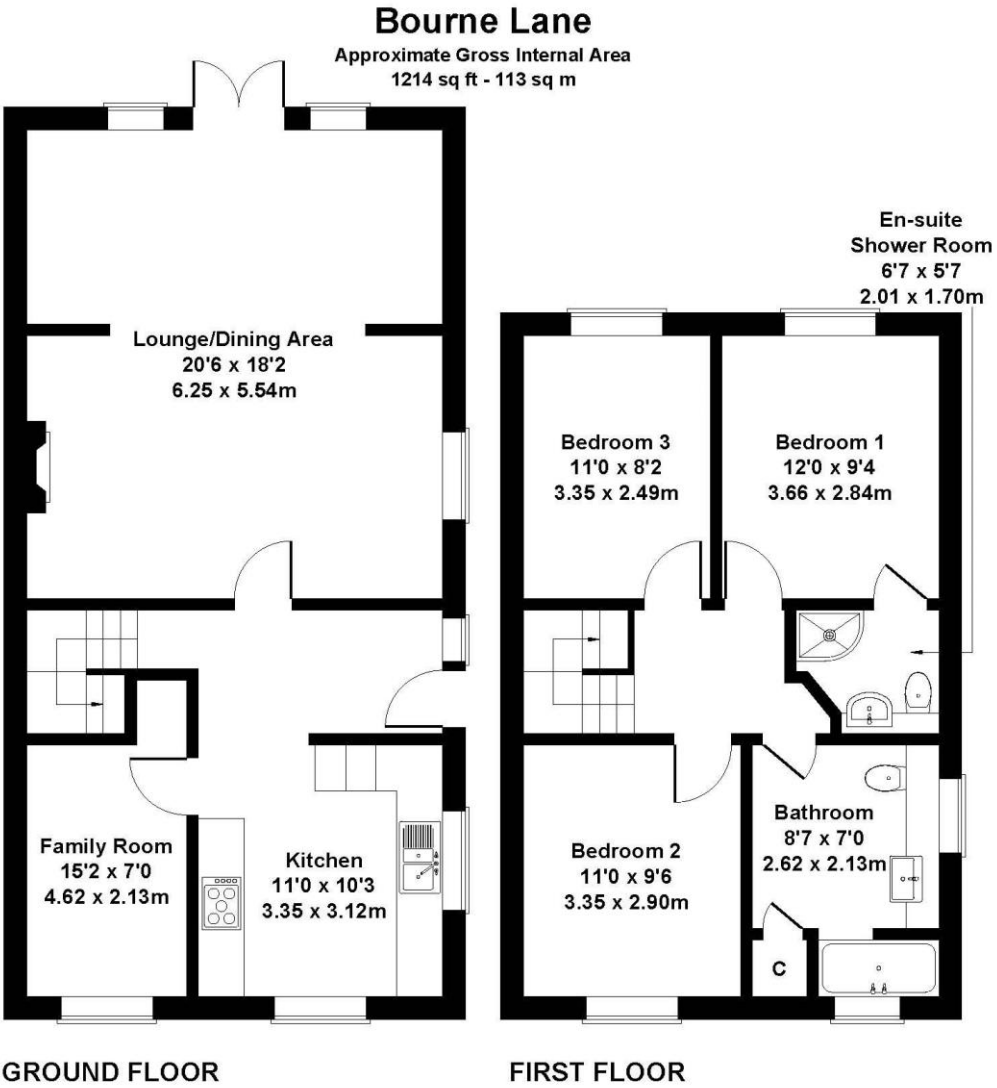 Bourne Lane
Approximate Gross Internal Area
1214 sq ft - 113 sq m
En-suite
Shower Room
6'7 x 5'7
2.01 x 1.70m
Lounge/Dining Area
20'6 x 18'2
6.25 x 5.54m
Bedroom 3
11'0 x 8'2
3.35 x 2.49m
Bedroom 1
12'0 x 9'4
3.66 x 2.84m
Family Room
15'2 x 7'0
4.62 x 2.13m
Kitchen
11'0 x 10'3
3.35 x 3.12m
Bedroom 2
11'0 x 9'6
3.35 x 2.90m
Bathroom
8'7 x 7'0
2.62 x 2.13m
C
GROUND FLOOR
FIRST FLOOR